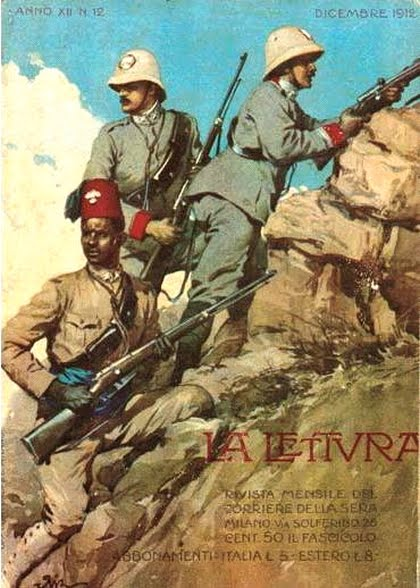 ANNO XII N. 12
DICEMBRE 1912
LA LETTVRA
RIVISTA MENSILE DEL
CORRIERE DELLA SERA
MILANO VIA SOLFERINO 28
CENT. 50 IL FASCICOLO
ABBONAMENTI: ITALIA £ 5 - ESTERO £ 8 -